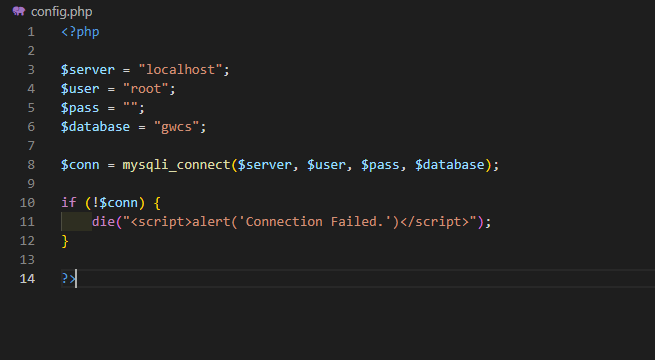 config.php
1 <?php
2
3 $server = "localhost";
4 $user = "root";
5 $pass = "";
6 $database = "gwcs";
7
8 $conn = mysqli_connect($server, $user, $pass, $database);
9
10 if (!$conn) {
11     die("<script>alert('Connection Failed.')</script>");
12 }
13
14 ?>